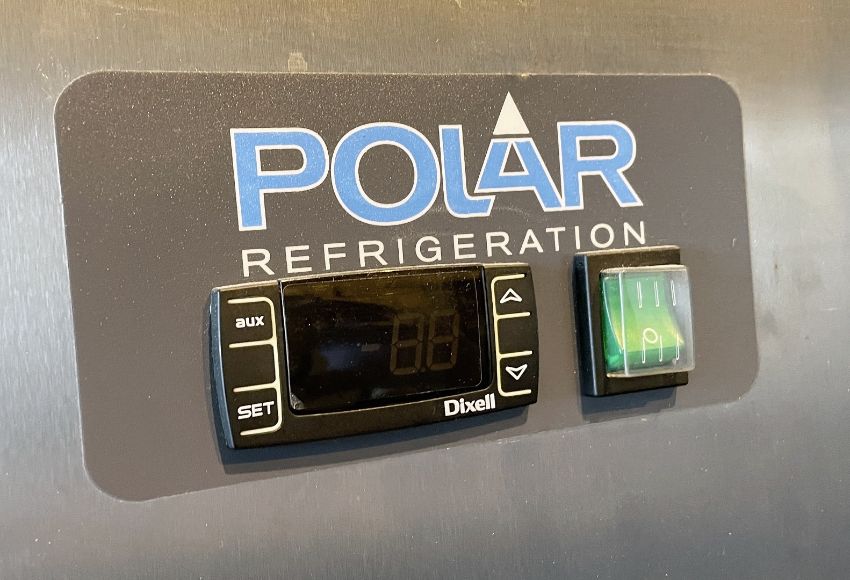 POLAR
REFRIGERATION
aux
SET
Dixell